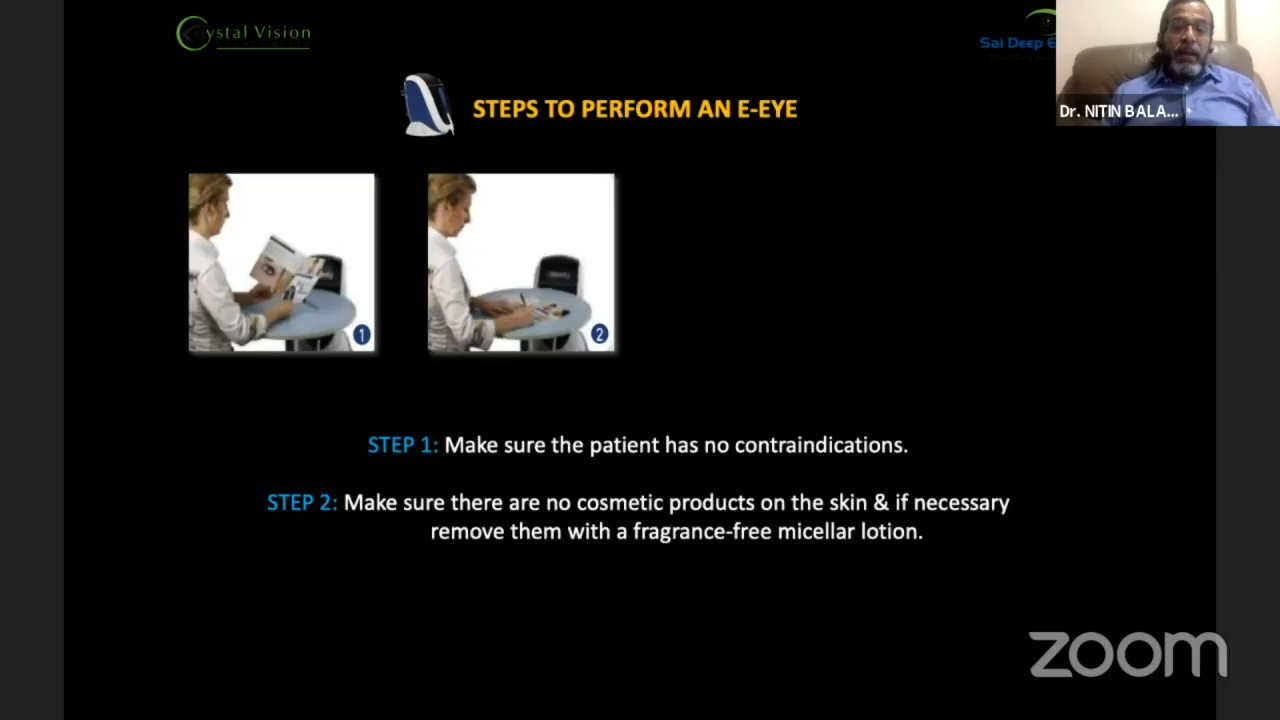 Crystal Vision
Sai Deep E
Dr. NITIN BALA...
STEPS TO PERFORM AN E-EYE
1
2
STEP 1: Make sure the patient has no contraindications.
STEP 2: Make sure there are no cosmetic products on the skin & if necessary
remove them with a fragrance-free micellar lotion.
zoom